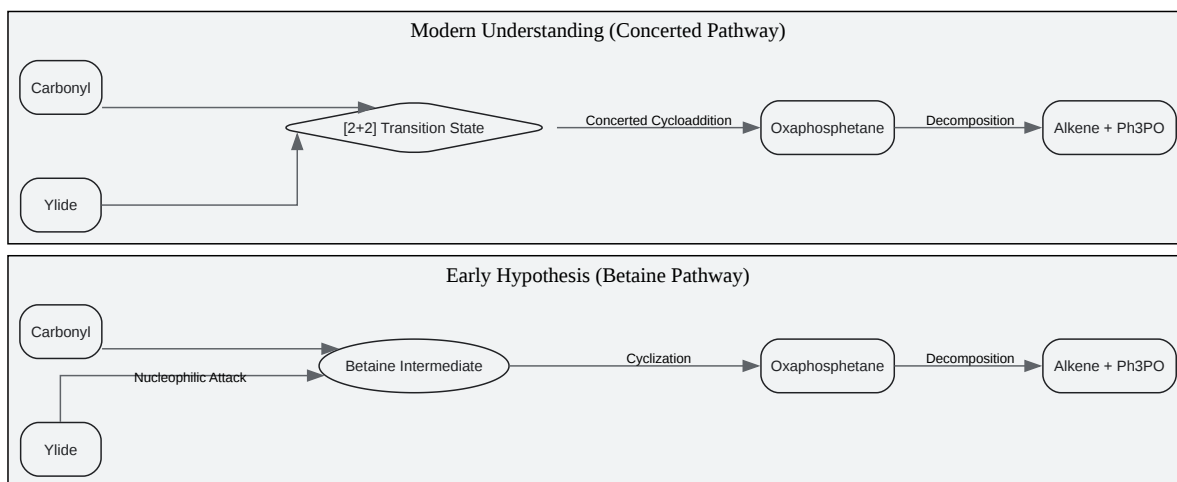 Modern Understanding (Concerted Pathway)
Carbonyl
[2+2] Transition State
Concerted Cycloaddition
Oxaphosphetane
Decomposition
Alkene + Ph3PO
Ylide
Early Hypothesis (Betaine Pathway)
Carbonyl
Nucleophilic Attack
Betaine Intermediate
Cyclization
Oxaphosphetane
Decomposition
Alkene + Ph3PO
Ylide